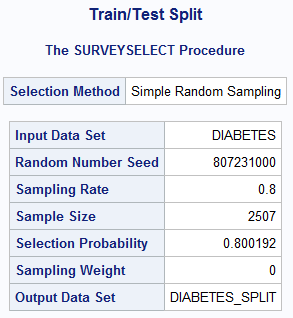 Train/Test Split
The SURVEYSELECT Procedure
Selection Method Simple Random Sampling
Input Data Set DIABETES
Random Number Seed 807231000
Sampling Rate 0.8
Sample Size 2507
Selection Probability 0.800192
Sampling Weight 0
Output Data Set DIABETES_SPLIT